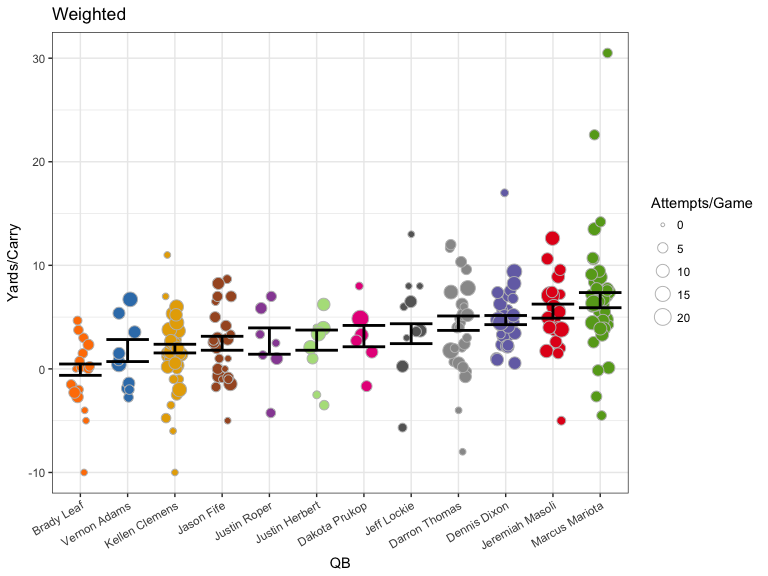 Weighted
30
20
10
0
-10
Yards/Carry
Brady Leaf
Vernon Adams
Kellen Clemens
Jason Fife
Justin Roper
Justin Herbert
Dakota Prukop
Jeff Lockie
Darron Thomas
Dennis Dixon
Jeremiah Masoli
Marcus Mariota
QB
Attempts/Game
0
5
10
15
20